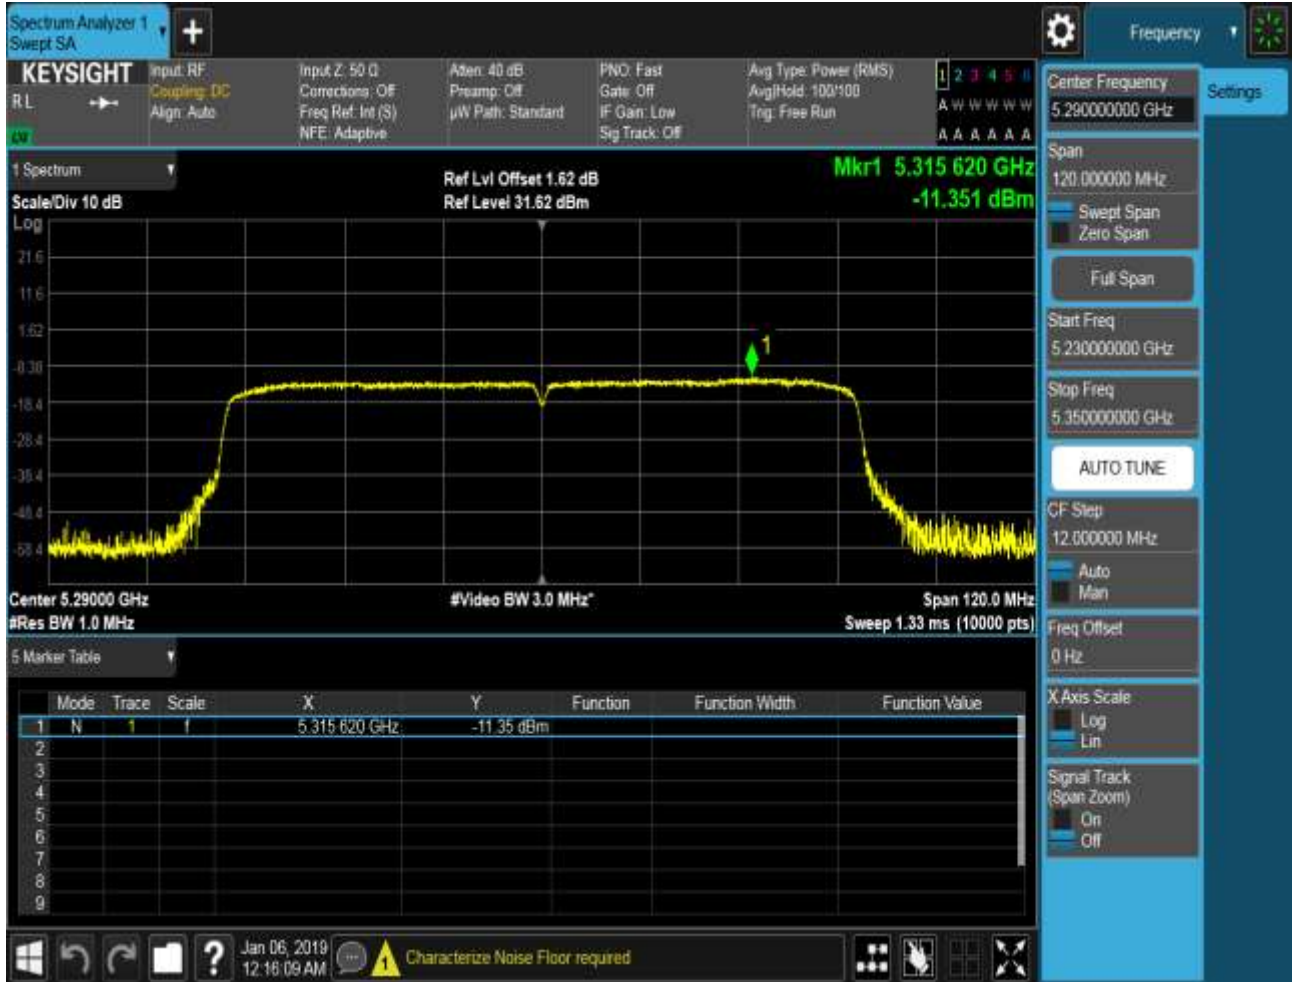 Spectrum Analyzer 1
Swept SA
+
Frequency
KEYSIGHT
R L
Input: RF
Coupling: DC
Align: Auto
Input Z: 50 Ω
Corrections: Off
Freq Ref: Int (S)
NFE: Adaptive
Atten: 40 dB
Preamp: Off
µW Path: Standard
PNO: Fast
Gate: Off
IF Gain: Low
Sig Track: Off
Avg Type: Power (RMS)
Avg|Hold: 100/100
Trig: Free Run
1 2 3 4 5 6
A W W W W W
A A A A A A
1 Spectrum
Scale/Div 10 dB
Ref Lvl Offset 1.62 dB
Ref Level 31.62 dBm
Mkr1 5.315 620 GHz
-11.351 dBm
Log
21.6
11.6
1.62
-8.38
-18.4
-28.4
-38.4
-48.4
-58.4
1
Center 5.29000 GHz
#Res BW 1.0 MHz
#Video BW 3.0 MHz*
Span 120.0 MHz
Sweep 1.33 ms (10000 pts)
5 Marker Table
Mode Trace Scale X Y Function Function Width Function Value
1 N 1 f 5.315 620 GHz -11.35 dBm
2
3
4
5
6
7
8
9
?
Jan 06, 2019
12:16:09 AM
1
Characterize Noise Floor required
Center Frequency
5.290000000 GHz
Settings
Span
120.000000 MHz
Swept Span
Zero Span
Full Span
Start Freq
5.230000000 GHz
Stop Freq
5.350000000 GHz
AUTO TUNE
CF Step
12.000000 MHz
Auto
Man
Freq Offset
0 Hz
X Axis Scale
Log
Lin
Signal Track
(Span Zoom)
On
Off